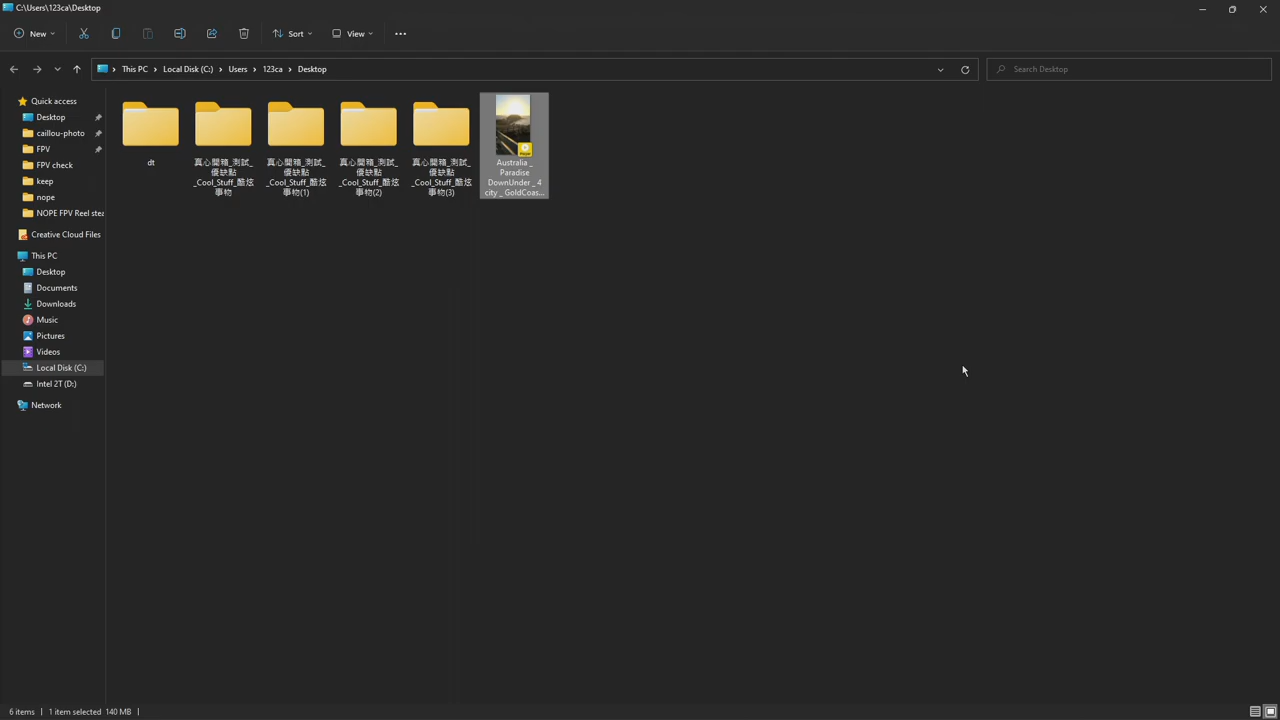 C:\Users\123ca\Desktop
New
Sort
View
This PC > Local Disk (C:) > Users > 123ca > Desktop
Search Desktop
Quick access
Desktop
caillou-photo
FPV
FPV check
keep
nope
NOPE FPV Reel stea
Creative Cloud Files
This PC
Desktop
Documents
Downloads
Music
Pictures
Videos
Local Disk (C:)
Intel 2T (D:)
Network
dt
真心開箱_測試_
優缺點
_Cool_Stuff_酷炫
事物
真心開箱_測試_
優缺點
_Cool_Stuff_酷炫
事物(1)
真心開箱_測試_
優缺點
_Cool_Stuff_酷炫
事物(2)
真心開箱_測試_
優缺點
_Cool_Stuff_酷炫
事物(3)
Australia _
Paradise
DownUnder _ 4
city _ GoldCoas...
6 items
1 item selected 140 MB